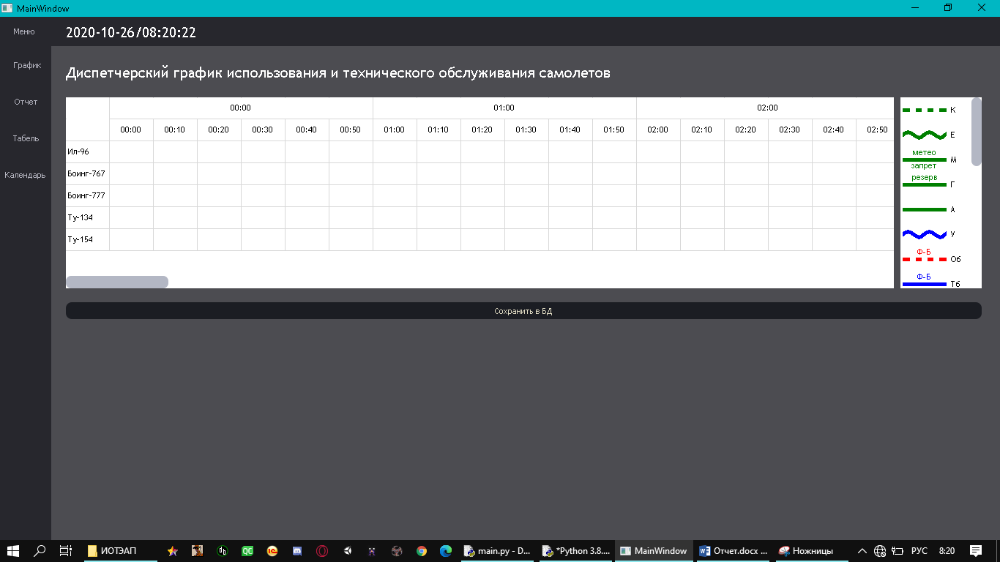 MainWindow
Меню
2020-10-26/08:20:22
График
Отчет
Табель
Календарь
Диспетчерский график использования и технического обслуживания самолетов
00:00 01:00 02:00
00:00 00:10 00:20 00:30 00:40 00:50 01:00 01:10 01:20 01:30 01:40 01:50 02:00 02:10 02:20 02:30 02:40 02:50
Ил-96
Боинг-767
Боинг-777
Ту-134
Ту-154
К
Е
метео
М
запрет
резерв
Г
А
У
Ф-Б
Об
Ф-Б
Тб
Сохранить в БД
ИОТЭАП
main.py - D...
*Python 3.8....
MainWindow
Отчет.docx ...
Ножницы
РУС
8:20